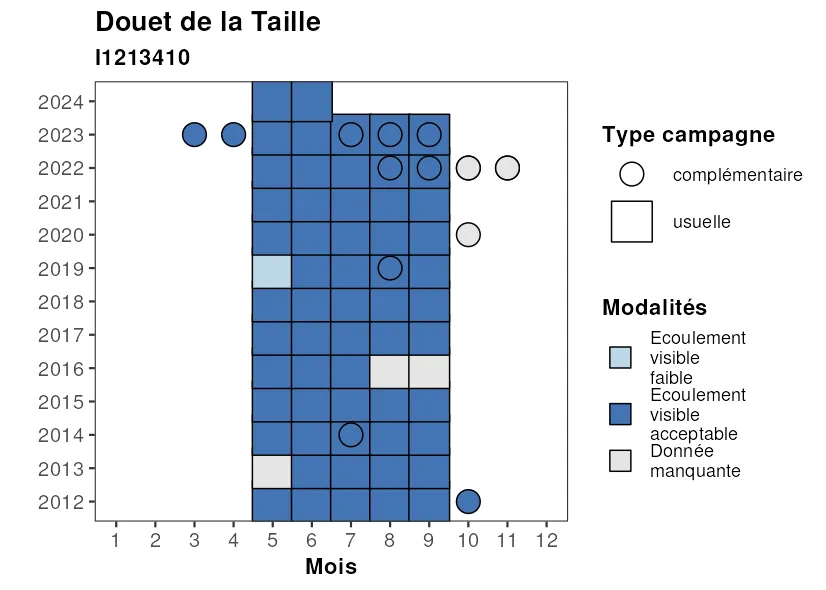 Douet de la Taille
I1213410
2024
2023
2022
2021
2020
2019
2018
2017
2016
2015
2014
2013
2012
1 2 3 4 5 6 7 8 9 10 11 12
Mois
Type campagne
complémentaire
usuelle
Modalités
Ecoulement
visible
faible
Ecoulement
visible
acceptable
Donnée
manquante